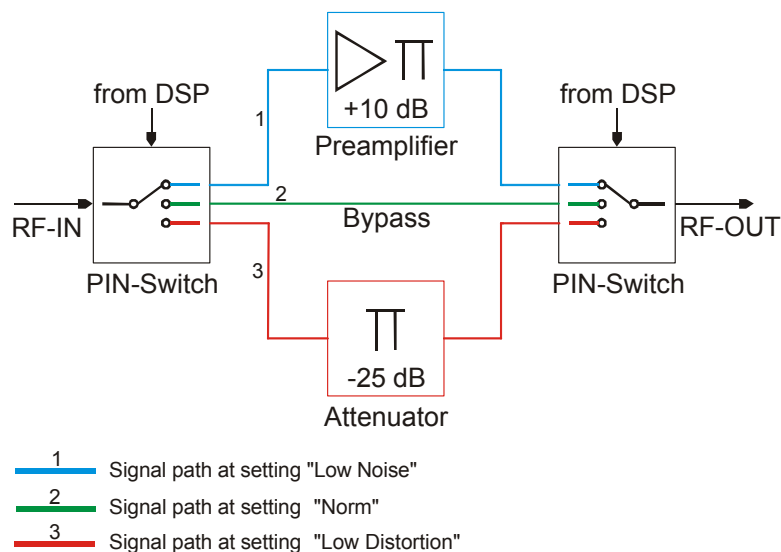 from DSP
from DSP
+10 dB
Preamplifier
1
2
Bypass
RF-IN
RF-OUT
PIN-Switch
PIN-Switch
3
-25 dB
Attenuator
1 Signal path at setting "Low Noise"
2 Signal path at setting "Norm"
3 Signal path at setting "Low Distortion"